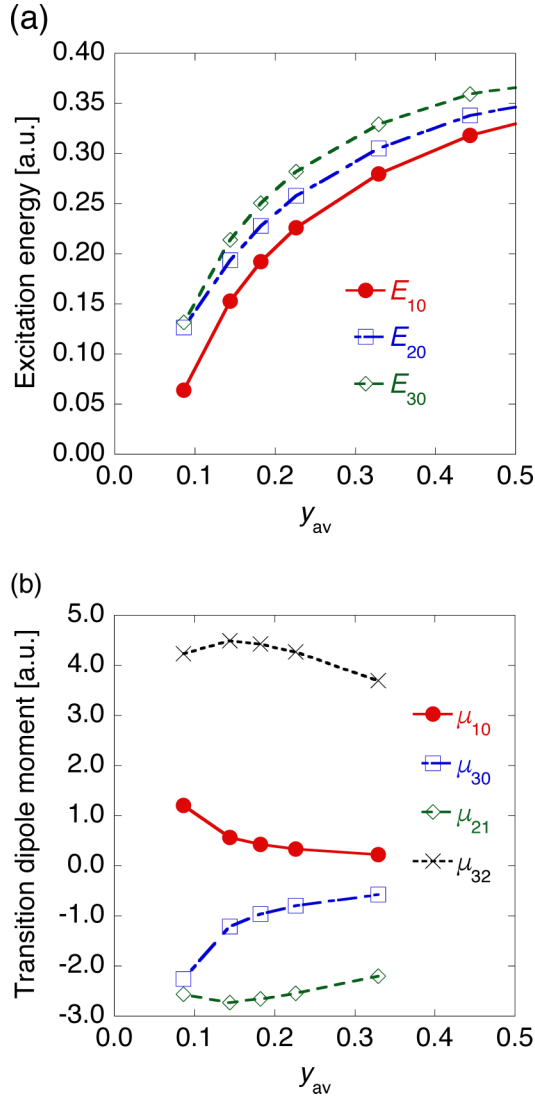 (a)
Excitation energy [a.u.]
0.40
0.35
0.30
0.25
0.20
0.15
0.10
0.05
0.00
E10
E20
E30
0.0 0.1 0.2 0.3 0.4 0.5
yav
(b)
Transition dipole moment [a.u.]
5.0
4.0
3.0
2.0
1.0
0.0
-1.0
-2.0
-3.0
μ10
μ30
μ21
μ32
0.0 0.1 0.2 0.3 0.4 0.5
yav